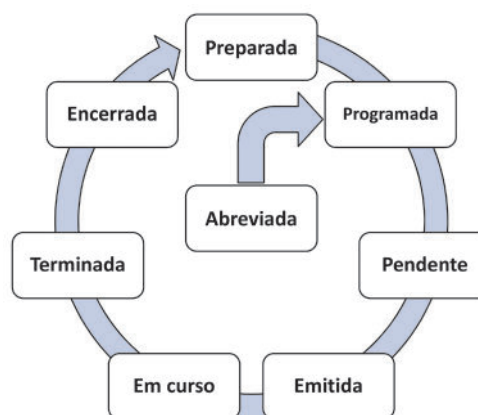 Preparada
Encerrada
Programada
Abreviada
Terminada
Pendente
Em curso
Emitida